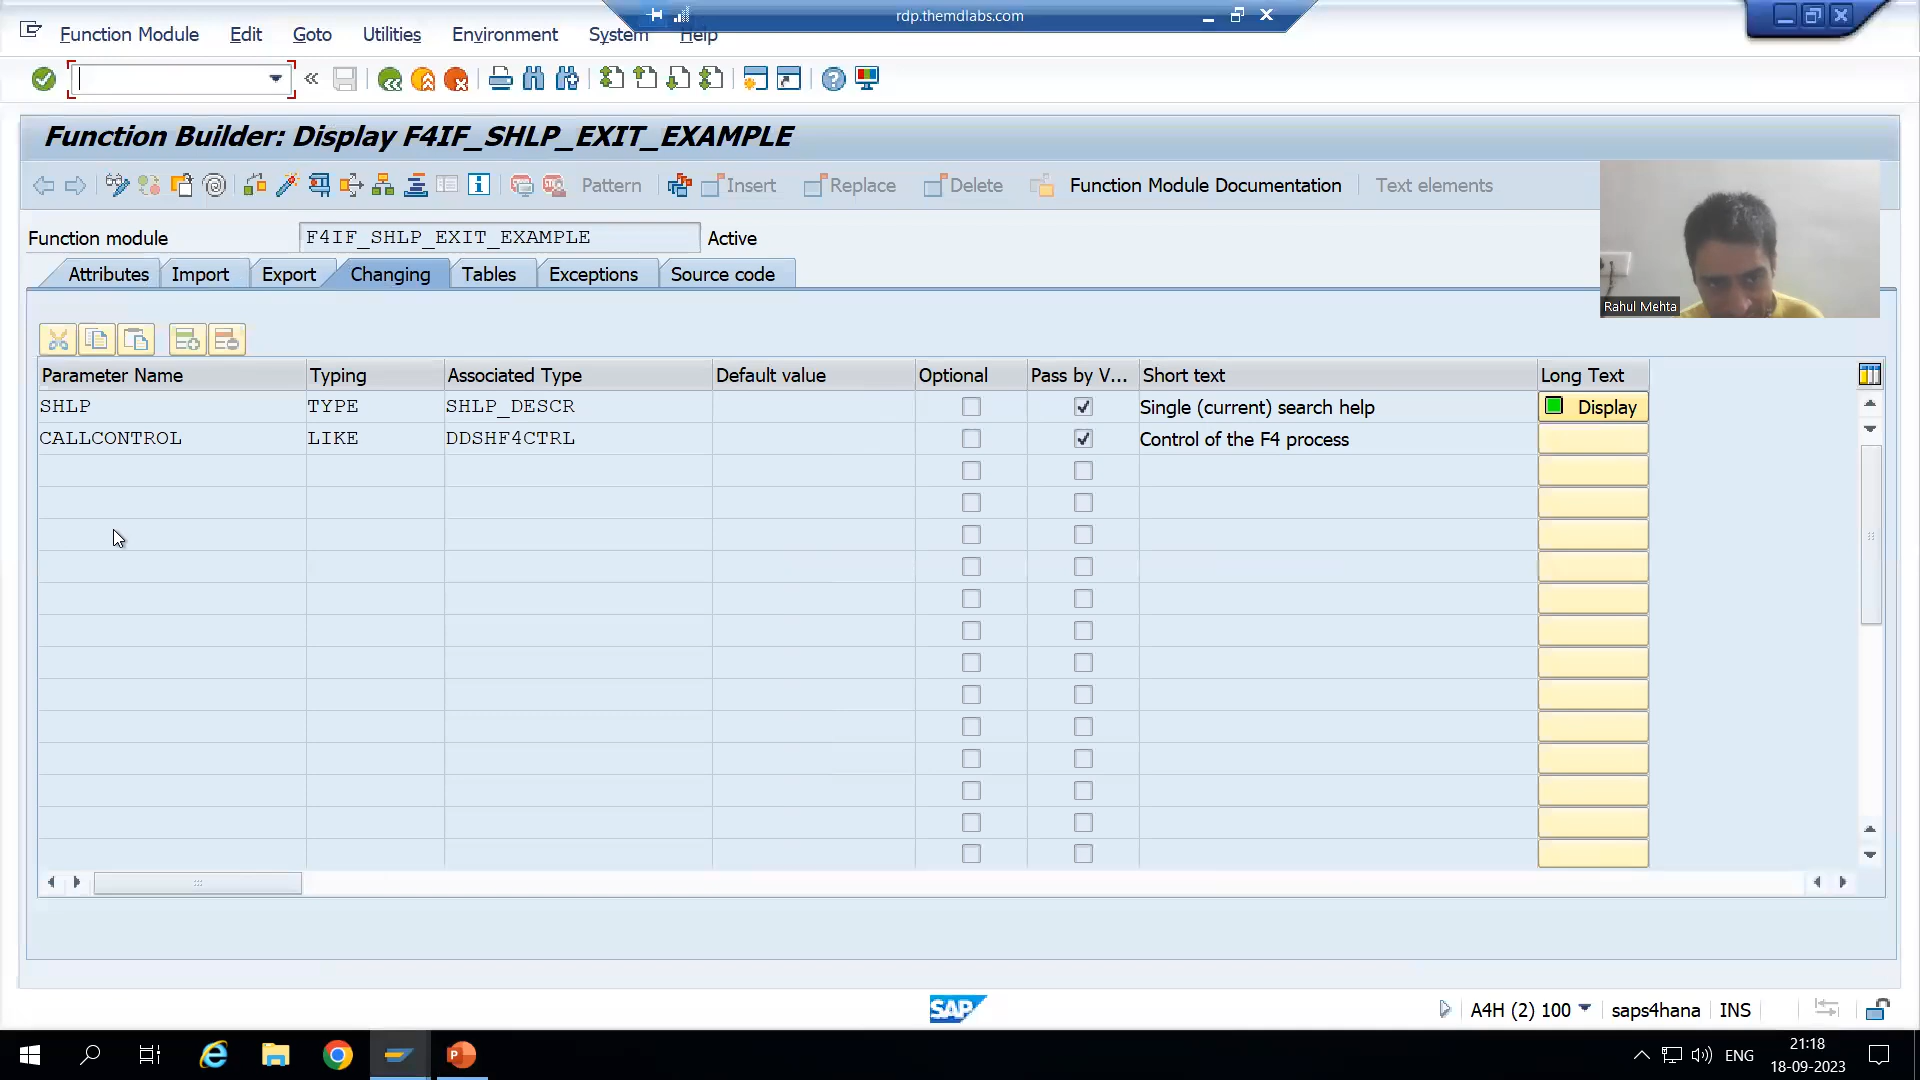 rdp.themdlabs.com
Function Module Edit Goto Utilities Environment System Help
Function Builder: Display F4IF_SHLP_EXIT_EXAMPLE
Pattern Insert Replace Delete Function Module Documentation Text elements
Function module F4IF_SHLP_EXIT_EXAMPLE Active
Attributes Import Export Changing Tables Exceptions Source code
Rahul Mehta
Parameter Name Typing Associated Type Default value Optional Pass by V... Short text Long Text
SHLP TYPE SHLP_DESCR Single (current) search help Display
CALLCONTROL LIKE DDSHF4CTRL Control of the F4 process
SAP A4H (2) 100 saps4hana INS
ENG 21:18
18-09-2023